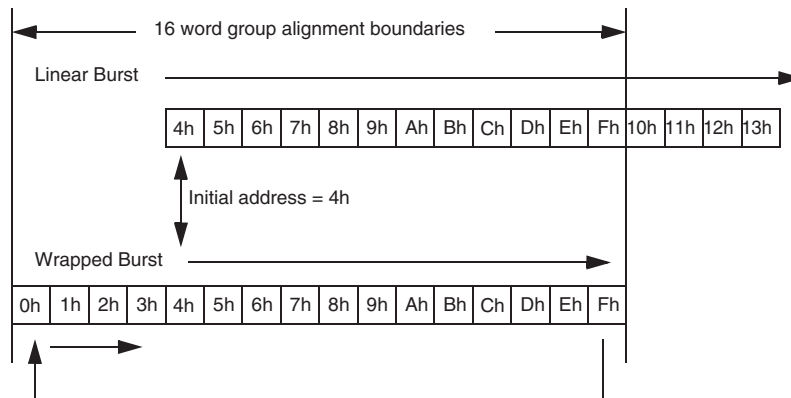 16 word group alignment boundaries
Linear Burst
4h 5h 6h 7h 8h 9h Ah Bh Ch Dh Eh Fh 10h 11h 12h 13h
Initial address = 4h
Wrapped Burst
0h 1h 2h 3h 4h 5h 6h 7h 8h 9h Ah Bh Ch Dh Eh Fh